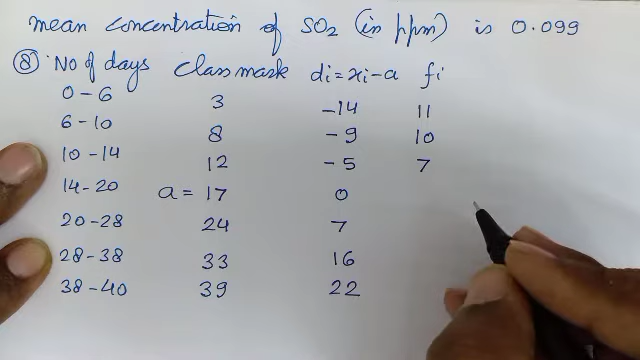 mean concentration of SO2 (in ppm) is 0.099
⑧ No of days class mark di = xi - a fi
0 - 6 3 -14 11
6 - 10 8 -9 10
10 - 14 12 -5 7
14 - 20 a = 17 0
20 - 28 24 7
28 - 38 33 16
38 - 40 39 22